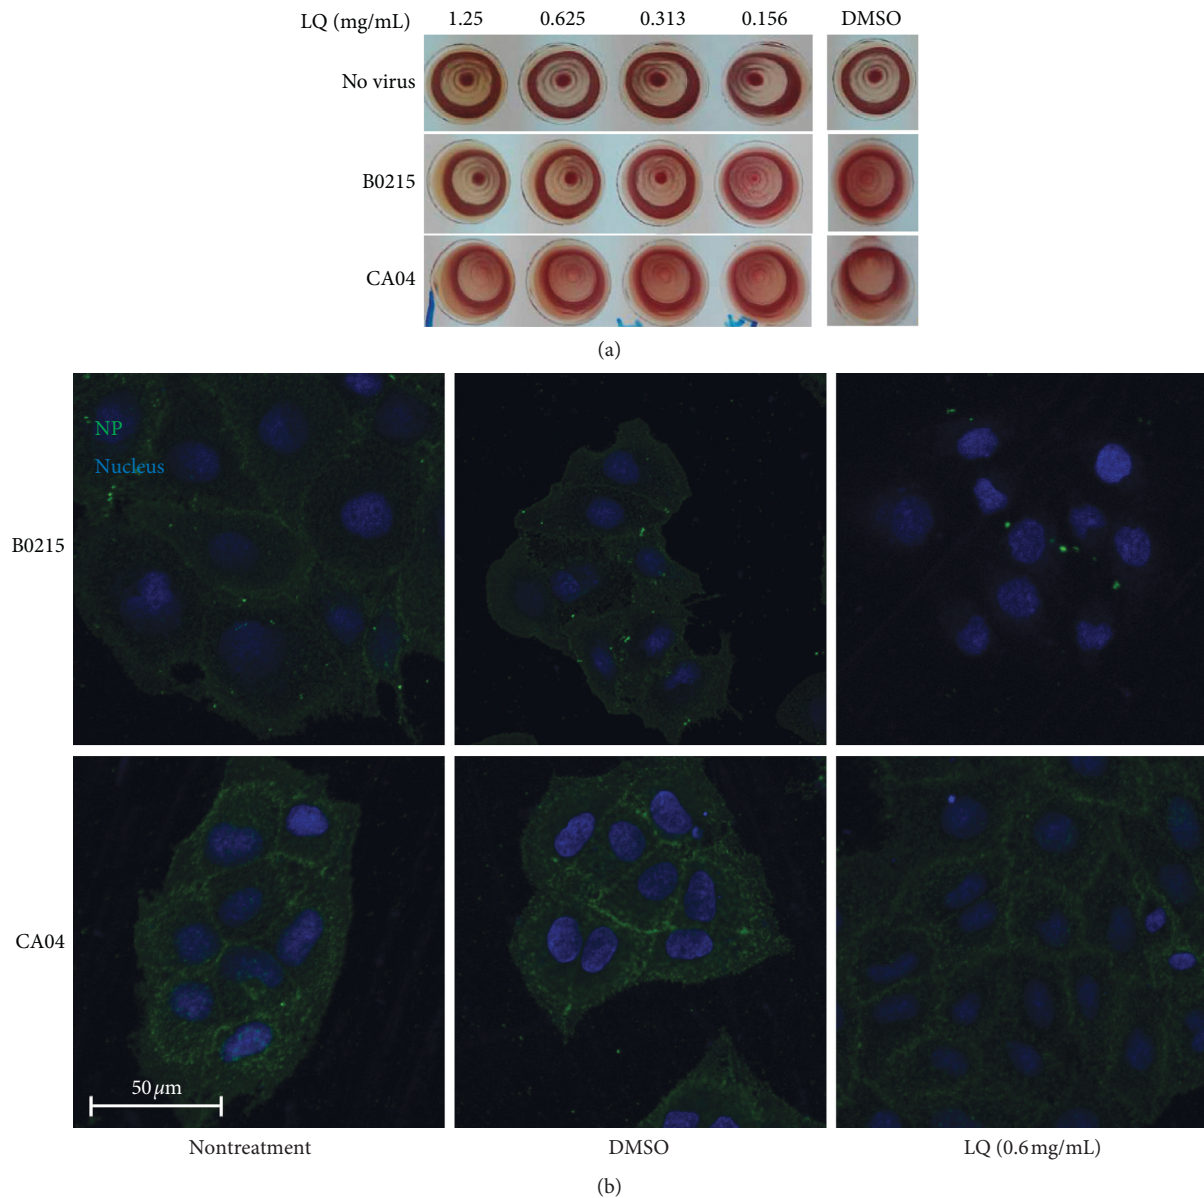 LQ (mg/mL) 1.25 0.625 0.313 0.156 DMSO
No virus
B0215
CA04
(a)
NP
Nucleus
B0215
CA04
50 μm
Nontreatment DMSO LQ (0.6 mg/mL)
(b)